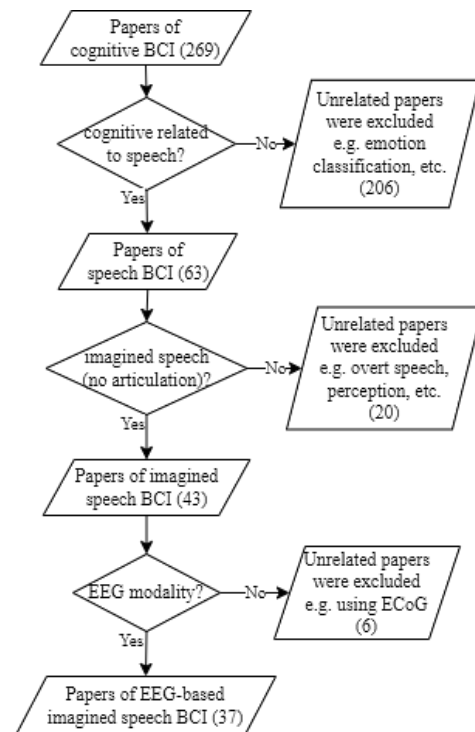 Papers of
cognitive BCI (269)
cognitive related
to speech?
No
Unrelated papers
were excluded
e.g. emotion
classification, etc.
(206)
Yes
Papers of
speech BCI (63)
imagined speech
(no articulation)?
No
Unrelated papers
were excluded
e.g. overt speech,
perception, etc.
(20)
Yes
Papers of imagined
speech BCI (43)
EEG modality?
No
Unrelated papers
were excluded
e.g. using ECoG
(6)
Yes
Papers of EEG-based
imagined speech BCI (37)